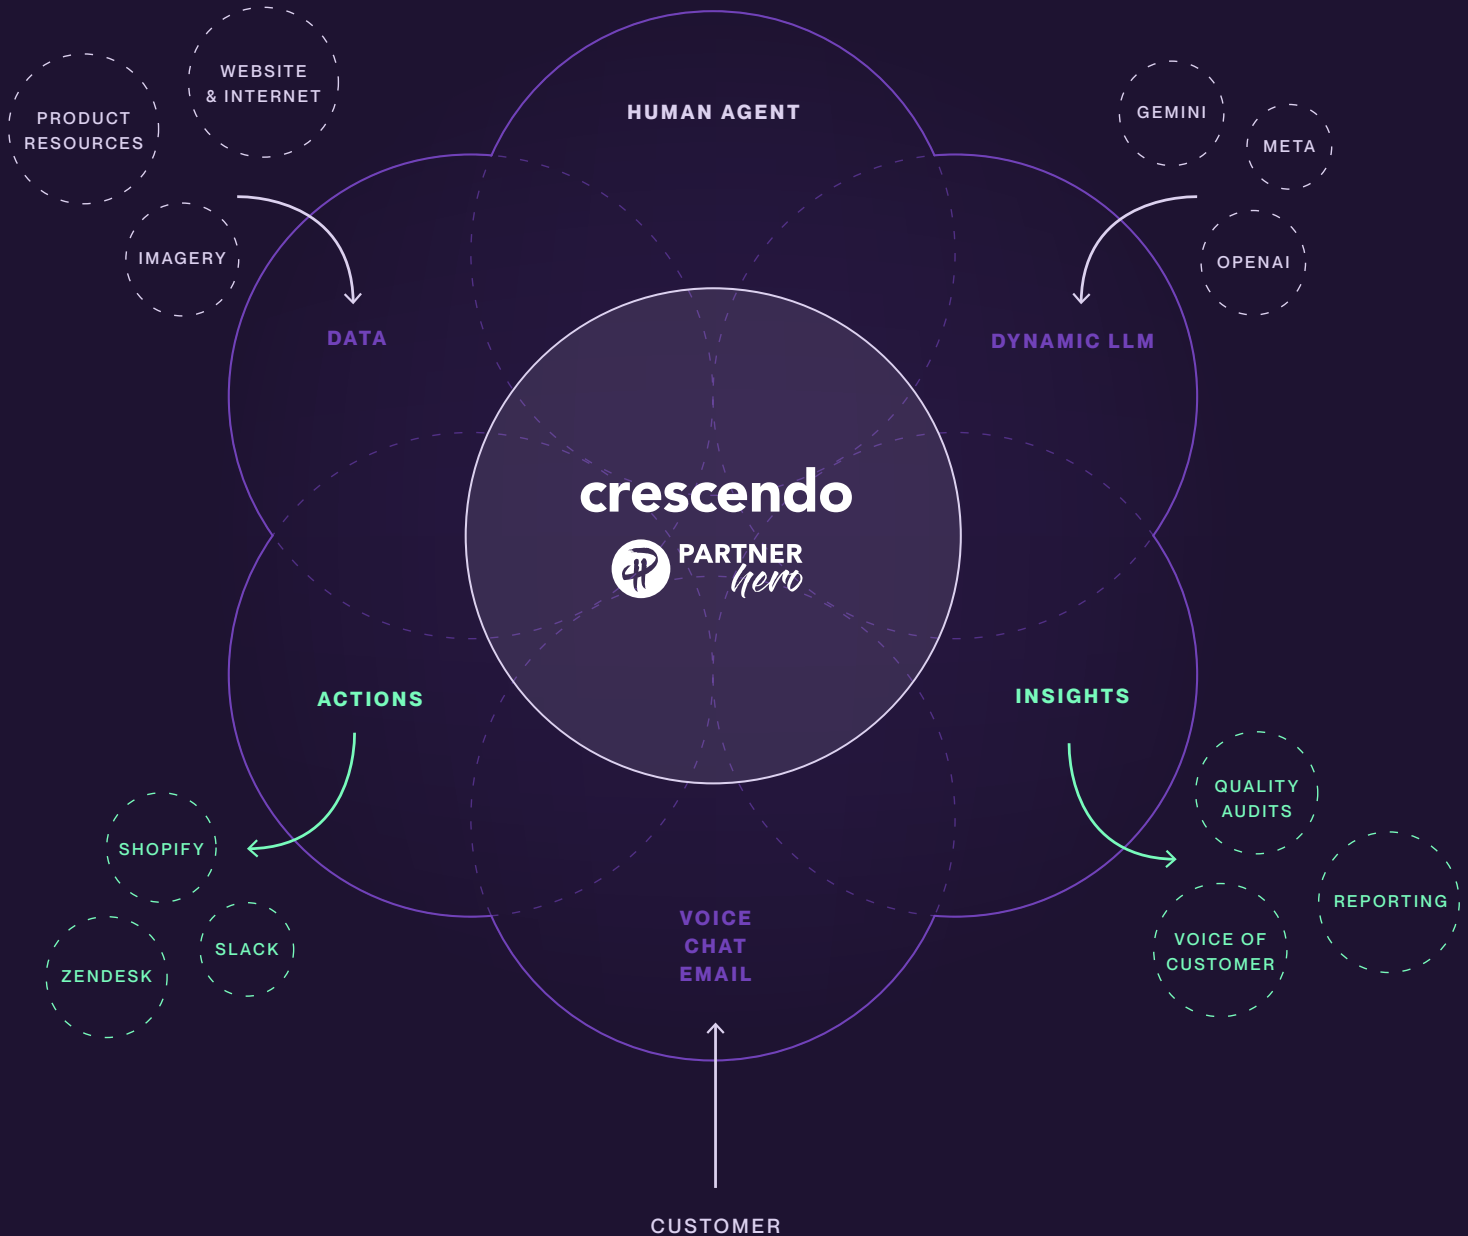 WEBSITE
& INTERNET
PRODUCT
RESOURCES
IMAGERY
HUMAN AGENT
GEMINI
META
OPENAI
DATA
DYNAMIC LLM
crescendo
PARTNER
hero
ACTIONS
INSIGHTS
SHOPIFY
SLACK
ZENDESK
QUALITY
AUDITS
REPORTING
VOICE OF
CUSTOMER
VOICE
CHAT
EMAIL
CUSTOMER